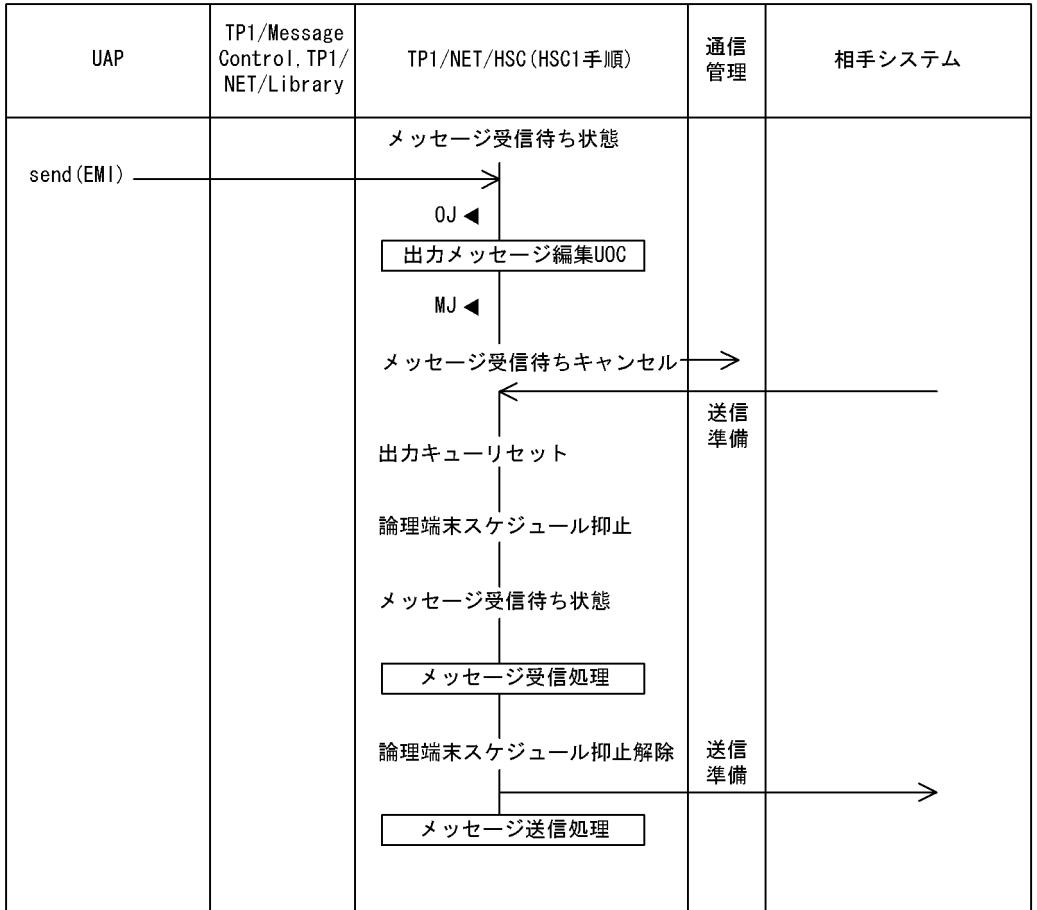 UAP
TP1/Message
Control,TP1/
NET/Library
TP1/NET/HSC(HSC1手順)
通信
管理
相手システム
メッセージ受信待ち状態
send(EMI)
OJ
出力メッセージ編集UOC
MJ
メッセージ受信待ちキャンセル
送信
準備
出力キューリセット
論理端末スケジュール抑止
メッセージ受信待ち状態
メッセージ受信処理
論理端末スケジュール抑止解除
送信
準備
メッセージ送信処理